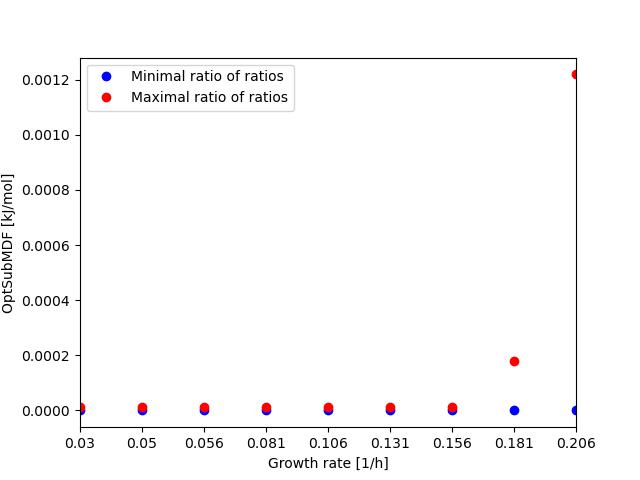 Minimal ratio of ratios
Maximal ratio of ratios
OptSubMDF [kJ/mol]
0.0012
0.0010
0.0008
0.0006
0.0004
0.0002
0.0000
0.03 0.05 0.056 0.081 0.106 0.131 0.156 0.181 0.206
Growth rate [1/h]